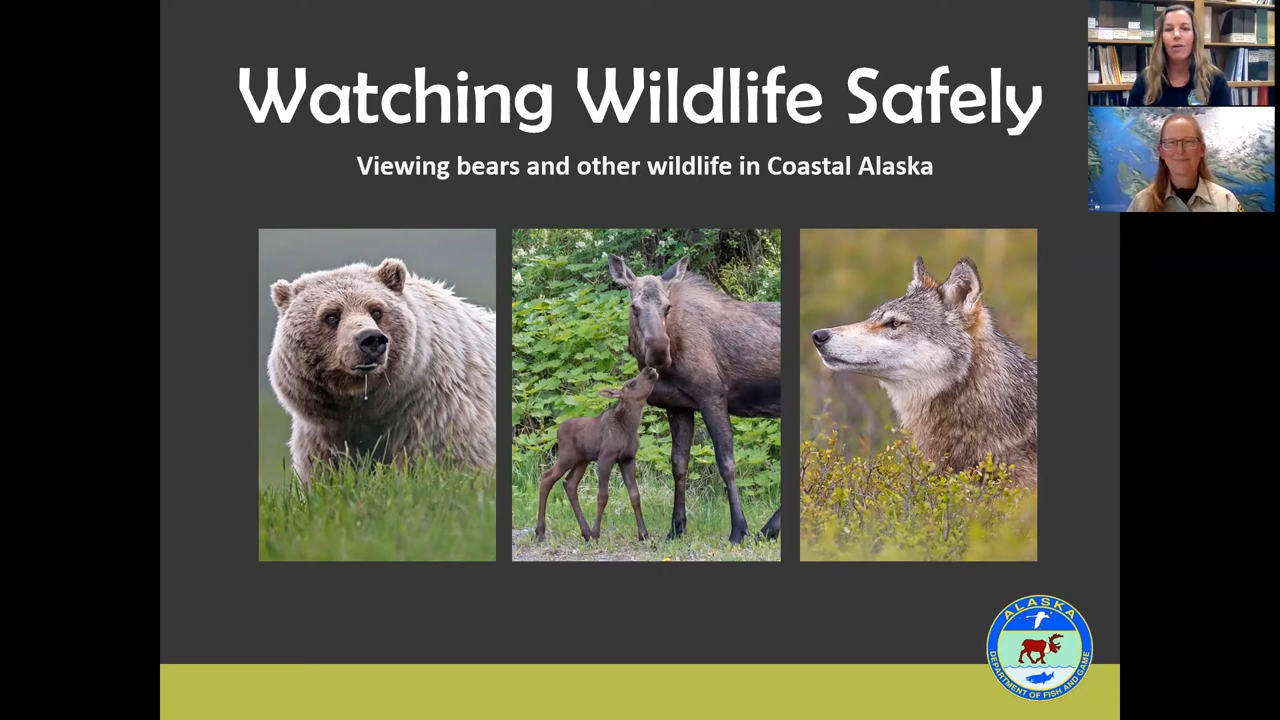 Watching Wildlife Safely
Viewing bears and other wildlife in Coastal Alaska
ALASKA
DEPARTMENT OF FISH AND GAME